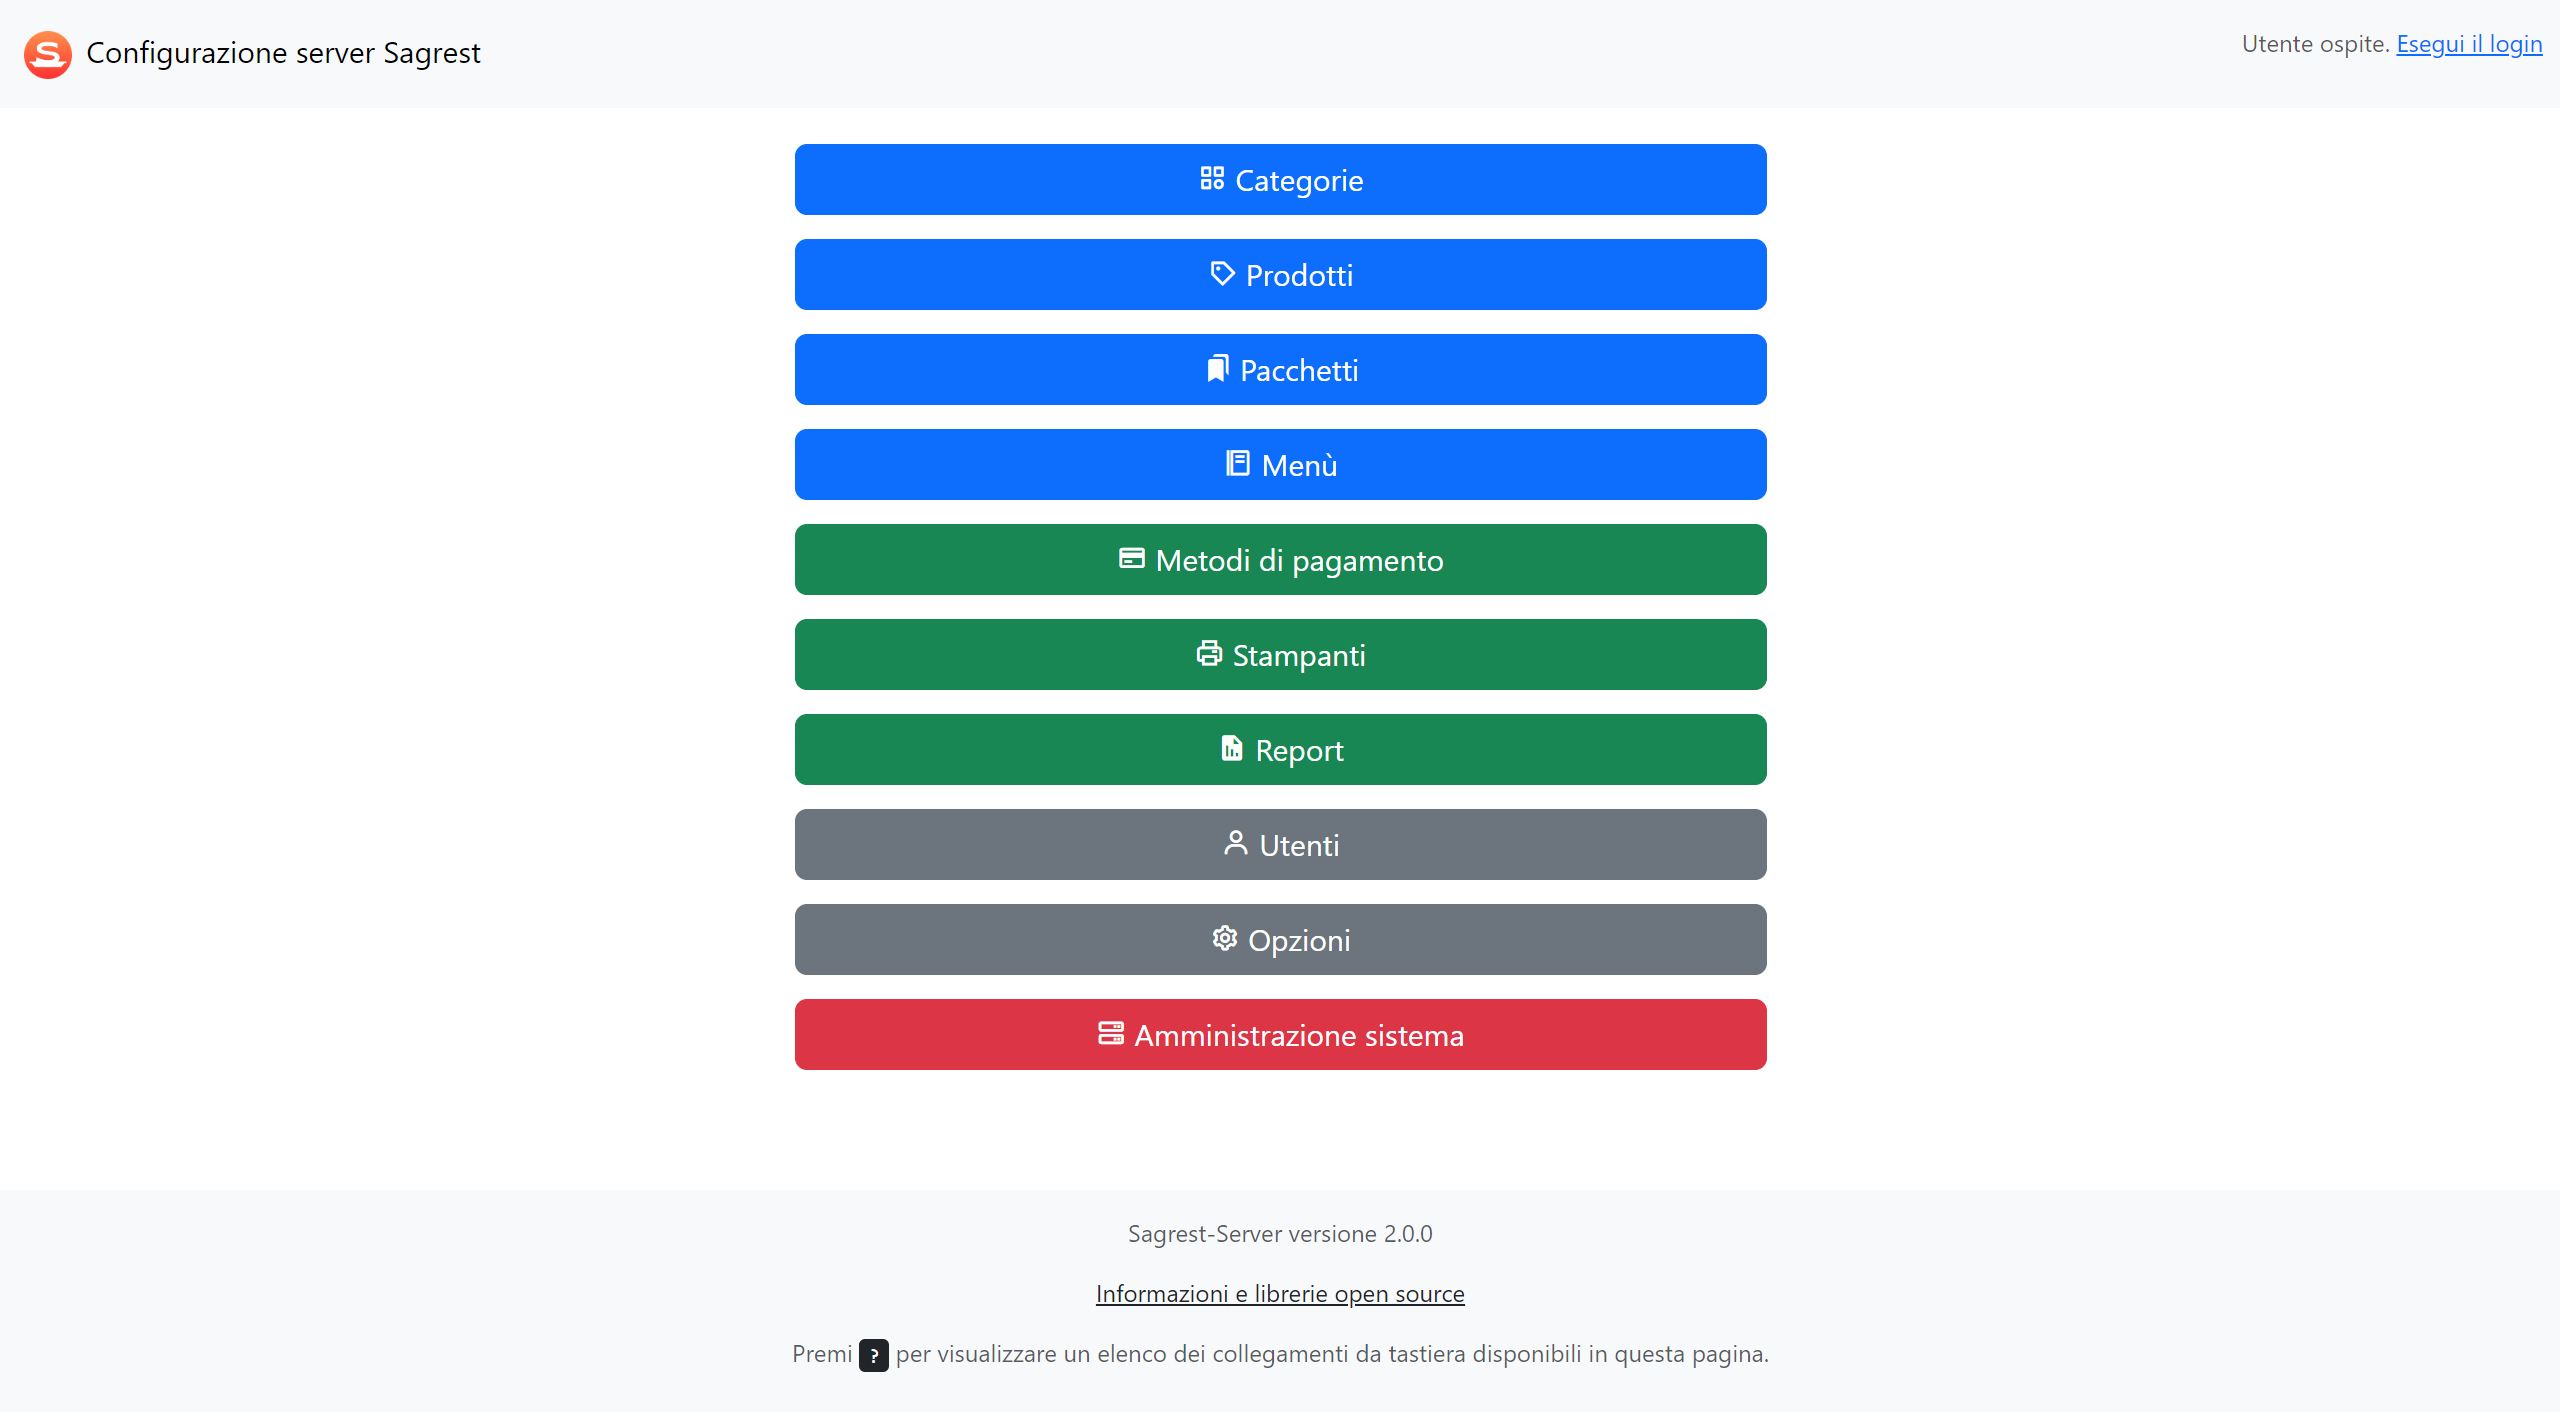 Configurazione server Sagrest
Utente ospite. Esegui il login
Categorie
Prodotti
Pacchetti
Menù
Metodi di pagamento
Stampanti
Report
Utenti
Opzioni
Amministrazione sistema
Sagrest-Server versione 2.0.0
Informazioni e librerie open source
Premi ? per visualizzare un elenco dei collegamenti da tastiera disponibili in questa pagina.